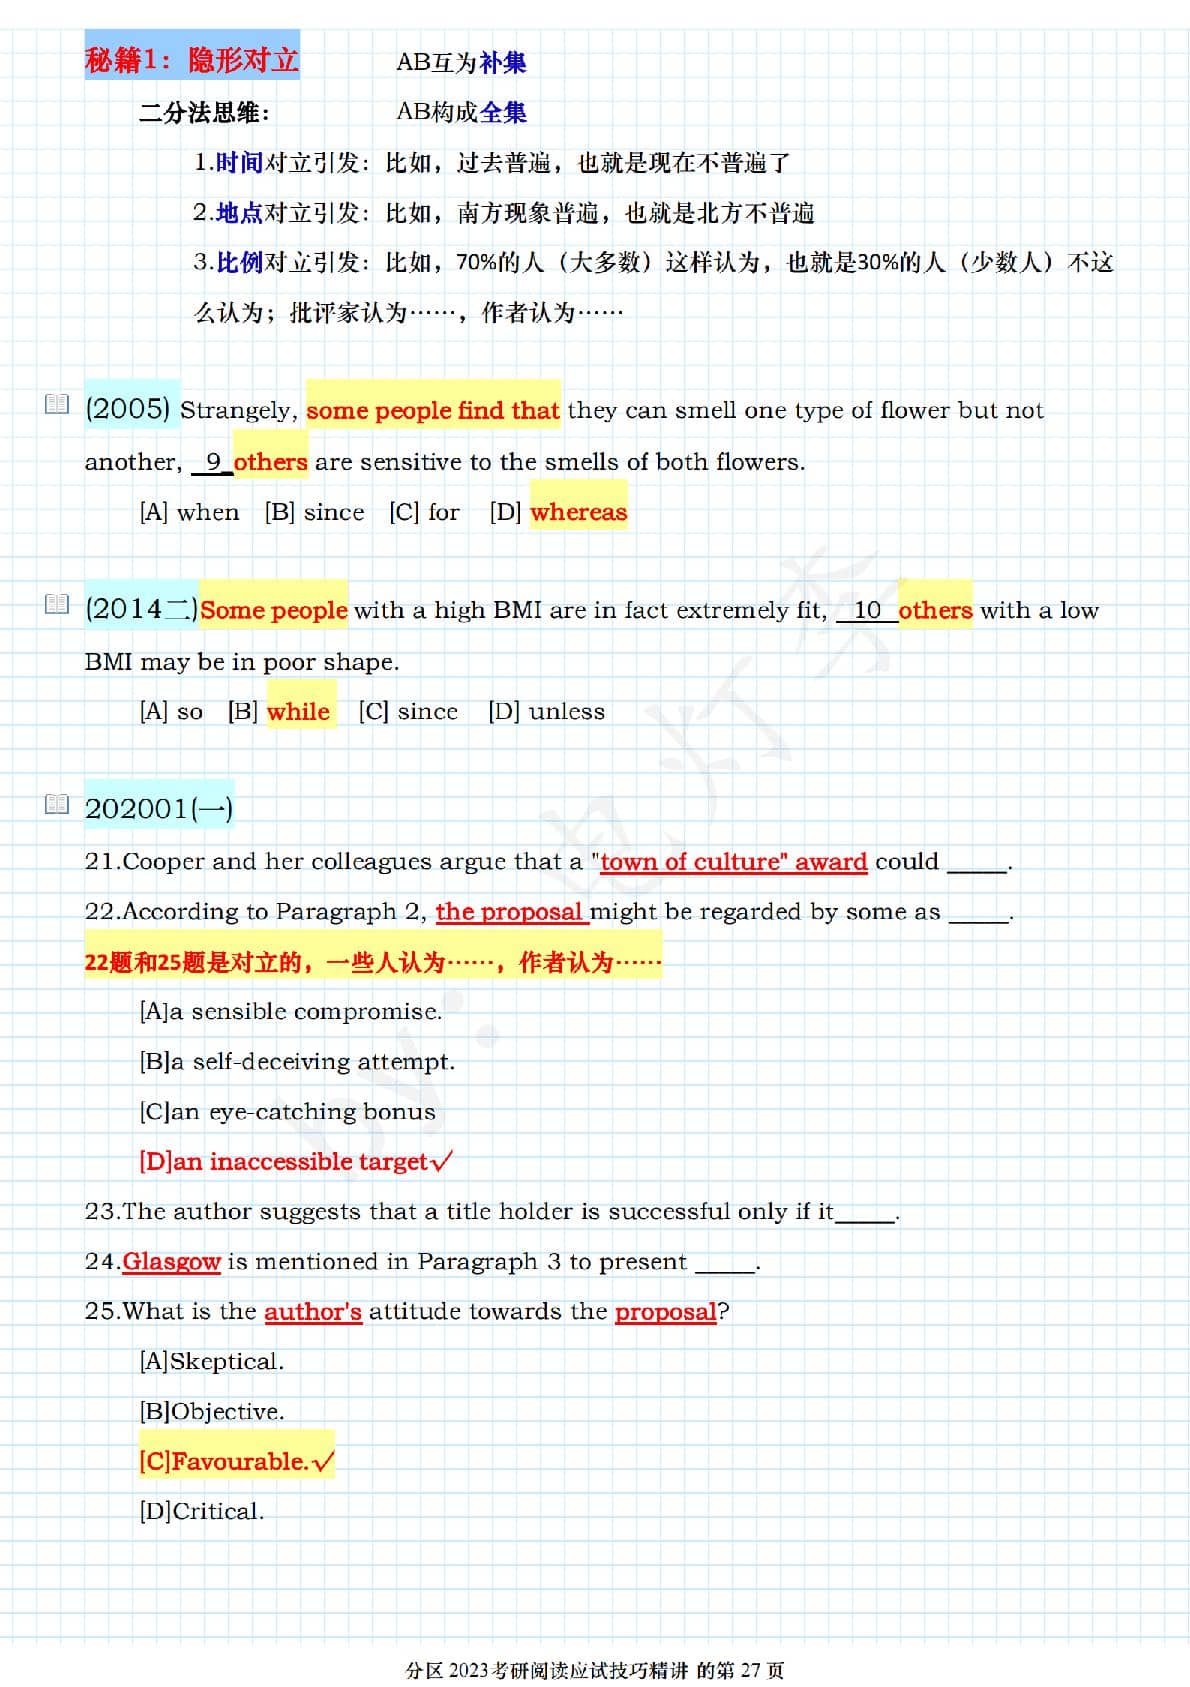 秘籍1：隐形对立 AB互为补集
二分法思维： AB构成全集
1.时间对立引发：比如，过去普遍，也就是现在不普遍了
2.地点对立引发：比如，南方现象普遍，也就是北方不普遍
3.比例对立引发：比如，70%的人（大多数）这样认为，也就是30%的人（少数人）不这
么认为；批评家认为……，作者认为……
(2005) Strangely, some people find that they can smell one type of flower but not
another, __9__others are sensitive to the smells of both flowers.
[A] when [B] since [C] for [D] whereas
(2014二)Some people with a high BMI are in fact extremely fit, __10__others with a low
BMI may be in poor shape.
[A] so [B] while [C] since [D] unless
202001(一)
21.Cooper and her colleagues argue that a "town of culture" award could _____.
22.According to Paragraph 2, the proposal might be regarded by some as _____.
22题和25题是对立的，一些人认为……，作者认为……
[A]a sensible compromise.
[B]a self-deceiving attempt.
[C]an eye-catching bonus
[D]an inaccessible target✓
23.The author suggests that a title holder is successful only if it_____.
24.Glasgow is mentioned in Paragraph 3 to present _____.
25.What is the author's attitude towards the proposal?
[A]Skeptical.
[B]Objective.
[C]Favourable.✓
[D]Critical.
by：电灯李
分区 2023考研阅读应试技巧精讲 的第 27 页